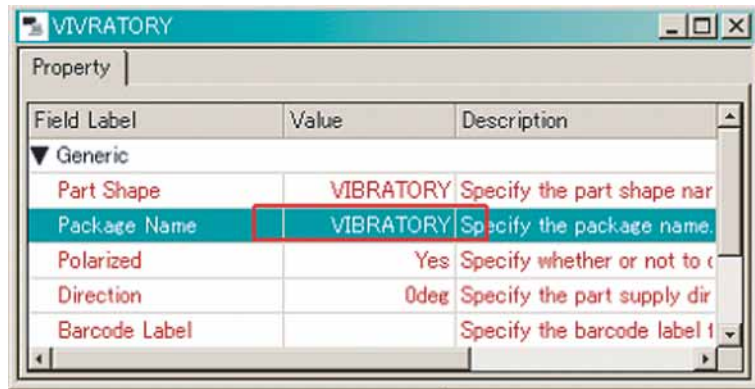 VIVRATORY
Property
Field Label Value Description
Generic
Part Shape VIBRATORY Specify the part shape nar
Package Name VIBRATORY Specify the package name.
Polarized Yes Specify whether or not to
Direction 0deg Specify the part supply dir
Barcode Label Specify the barcode label